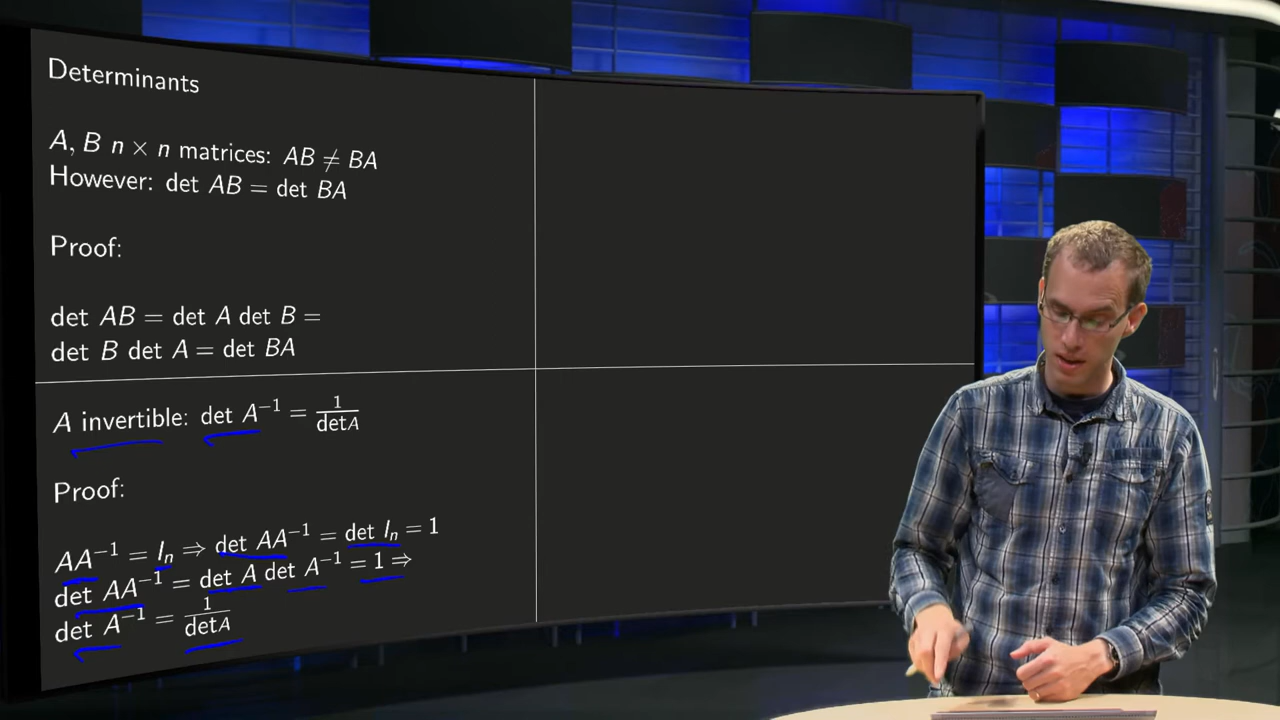 Determinants
A, B n × n matrices: AB ≠ BA
However: det AB = det BA
Proof:
det AB = det A det B =
det B det A = det BA
A invertible: det A⁻¹ = 1/detA
Proof:
AA⁻¹ = Iₙ ⇒ det AA⁻¹ = det Iₙ = 1
det AA⁻¹ = det A det A⁻¹ = 1 ⇒
det A⁻¹ = 1/detA